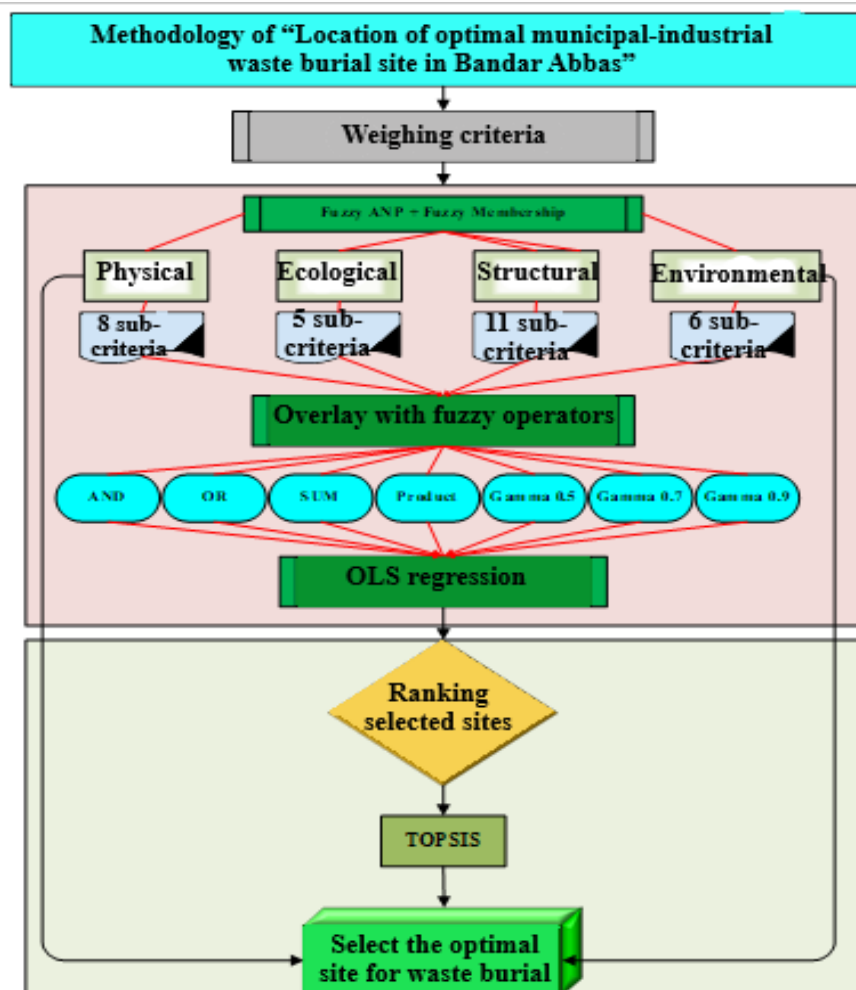 Methodology of “Location of optimal municipal-industrial
waste burial site in Bandar Abbas”
Weighing criteria
Fuzzy ANP + Fuzzy Membership
Physical
Ecological
Structural
Environmental
8 sub-
criteria
5 sub-
criteria
11 sub-
criteria
6 sub-
criteria
Overlay with fuzzy operators
AND
OR
SUM
Product
Gamma 0.5
Gamma 0.7
Gamma 0.9
OLS regression
Ranking
selected sites
TOPSIS
Select the optimal
site for waste burial